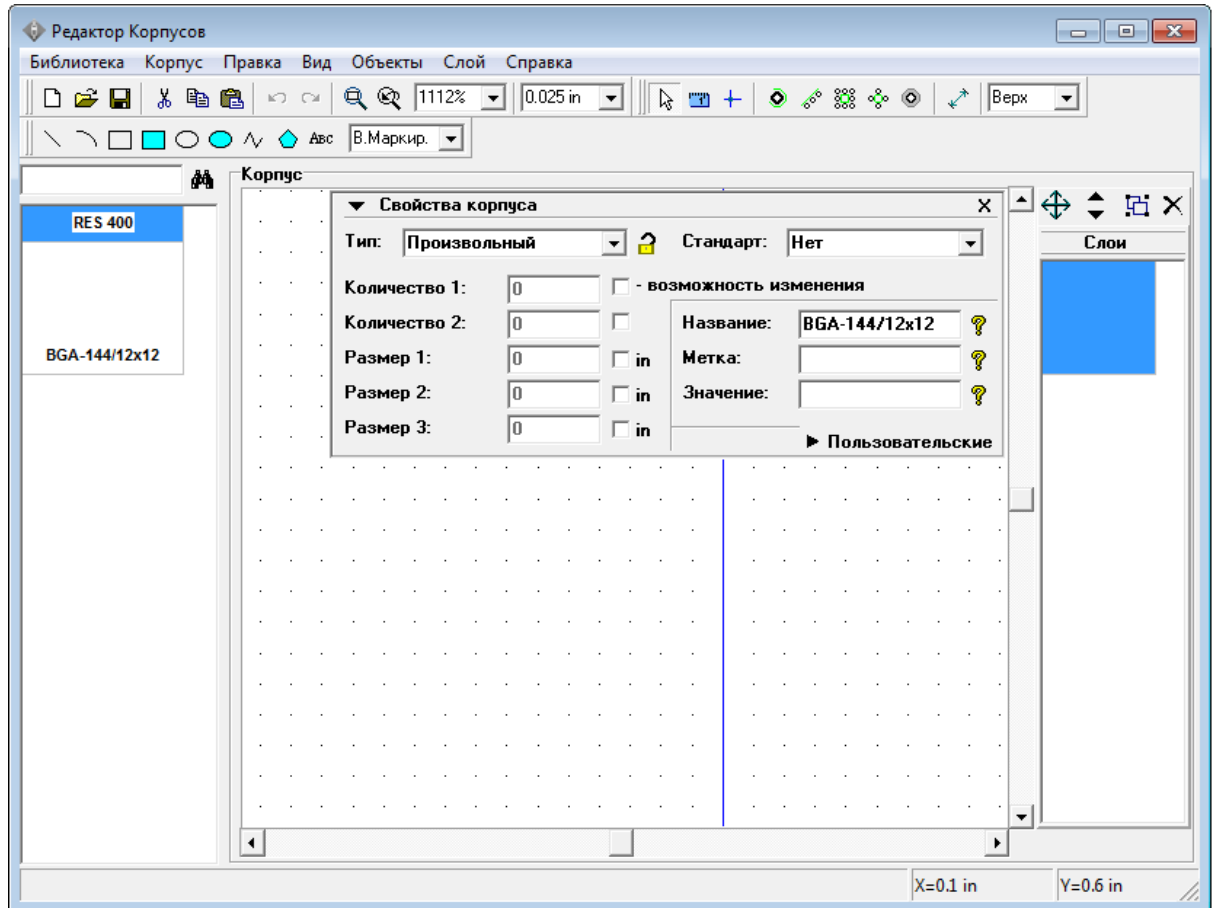 Редактор Корпусов
Библиотека Корпус Правка Вид Объекты Слой Справка
1112% 0.025 in Верх
ABC В.Маркир.
Корпус
RES 400
BGA-144/12x12
Свойства корпуса
Тип: Произвольный Стандарт: Нет
Количество 1: 0 - возможность изменения
Количество 2: 0 Название: BGA-144/12x12
Размер 1: 0 in Метка:
Размер 2: 0 in Значение:
Размер 3: 0 in
Пользовательские
Слои
X=0.1 in Y=0.6 in